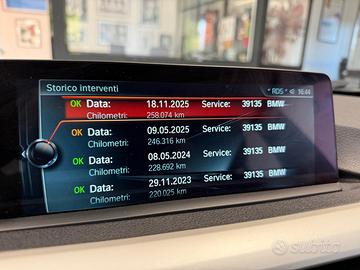 RDS 16:44
Storico interventi
OK Data: 18.11.2025 Service: 39135 BMW
Chilometri: 258.074 km
OK Data: 09.05.2025 Service: 39135 BMW
Chilometri: 246.316 km
OK Data: 08.05.2024 Service: 39135 BMW
Chilometri: 228.692 km
OK Data: 29.11.2023 Service: 39135 BMW
Chilometri: 220.025 km
subito